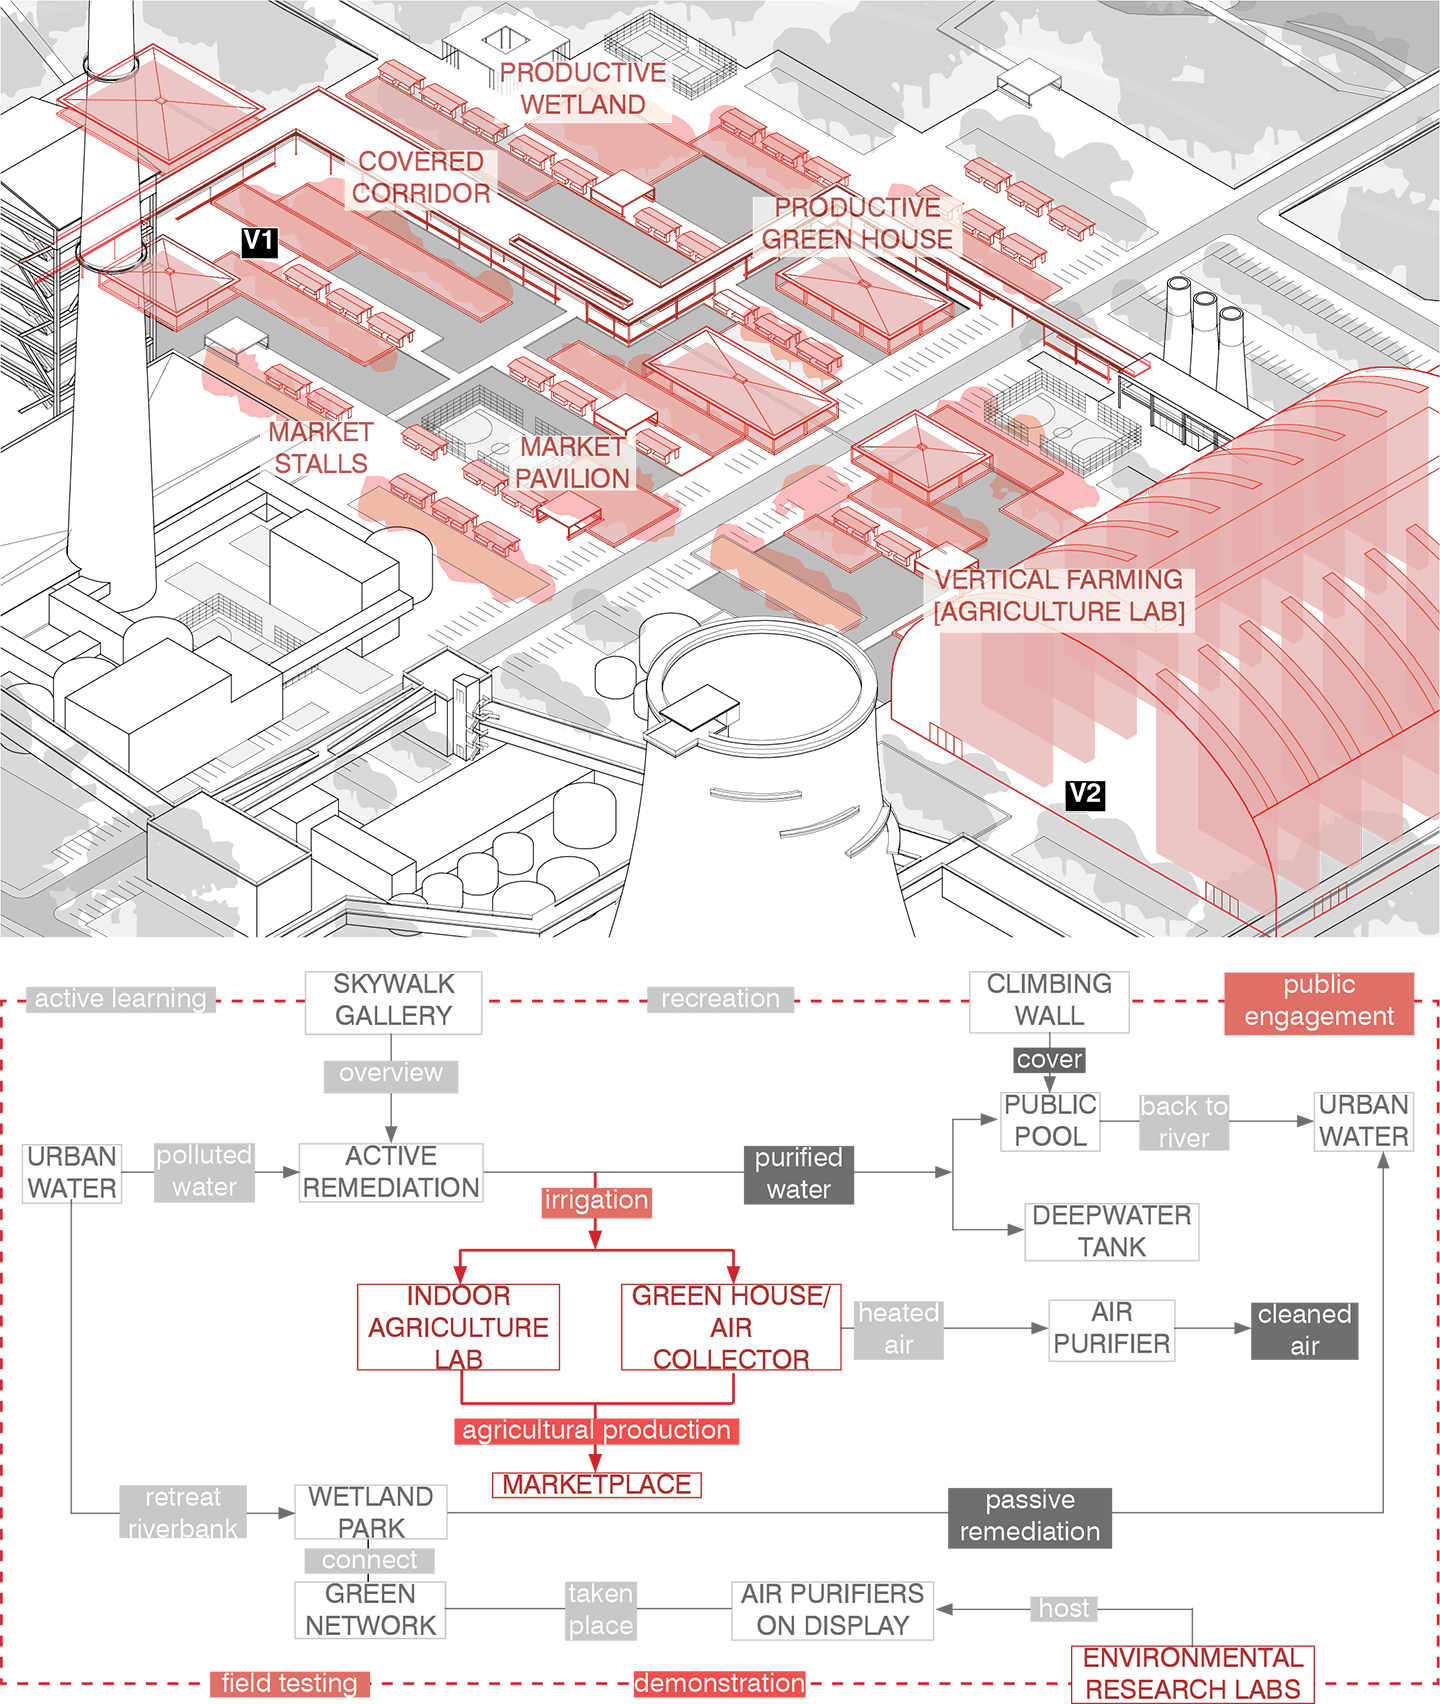 PRODUCTIVE
WETLAND
COVERED
CORRIDOR
PRODUCTIVE
GREEN HOUSE
V1
MARKET
STALLS
MARKET
PAVILION
VERTICAL FARMING
[AGRICULTURE LAB]
V2
active learning
SKYWALK
GALLERY
recreation
CLIMBING
WALL
public
engagement
overview
cover
URBAN
WATER
polluted
water
ACTIVE
REMEDIATION
irrigation
purified
water
PUBLIC
POOL
back to
river
URBAN
WATER
DEEPWATER
TANK
INDOOR
AGRICULTURE
LAB
GREEN HOUSE/
AIR
COLLECTOR
heated
air
AIR
PURIFIER
cleaned
air
agricultural production
MARKETPLACE
retreat
riverbank
WETLAND
PARK
passive
remediation
connect
GREEN
NETWORK
taken
place
AIR PURIFIERS
ON DISPLAY
host
ENVIRONMENTAL
RESEARCH LABS
field testing
demonstration